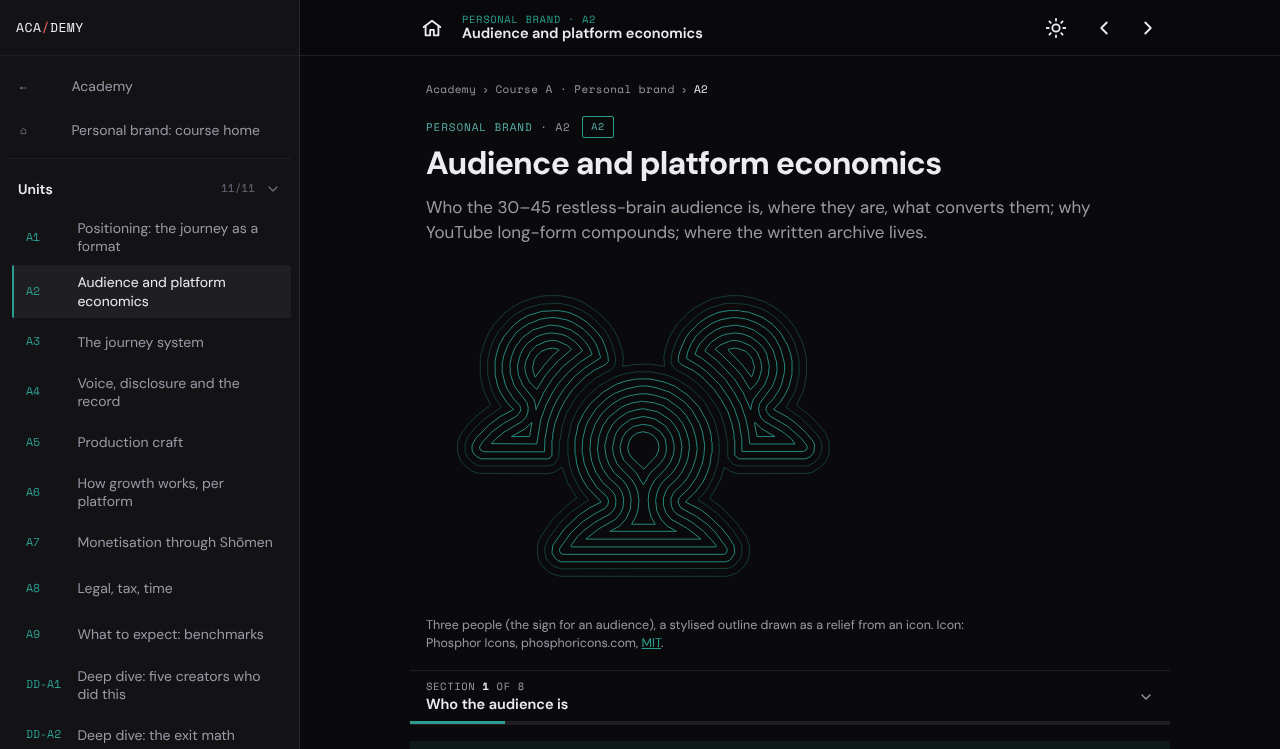 ACA/DEMY
← Academy
⌂ Personal brand: course home
Units 11/11
A1 Positioning: the journey as a
format
A2 Audience and platform
economics
A3 The journey system
A4 Voice, disclosure and the
record
A5 Production craft
A6 How growth works, per
platform
A7 Monetisation through Shōmen
A8 Legal, tax, time
A9 What to expect: benchmarks
DD-A1 Deep dive: five creators who
did this
DD-A2 Deep dive: the exit math
PERSONAL BRAND · A2
Audience and platform economics
Academy › Course A · Personal brand › A2
PERSONAL BRAND · A2 A2
Audience and platform economics
Who the 30–45 restless-brain audience is, where they are, what converts them; why
YouTube long-form compounds; where the written archive lives.
Three people (the sign for an audience), a stylised outline drawn as a relief from an icon. Icon:
Phosphor Icons, phosphoricons.com, MIT.
SECTION 1 OF 8
Who the audience is